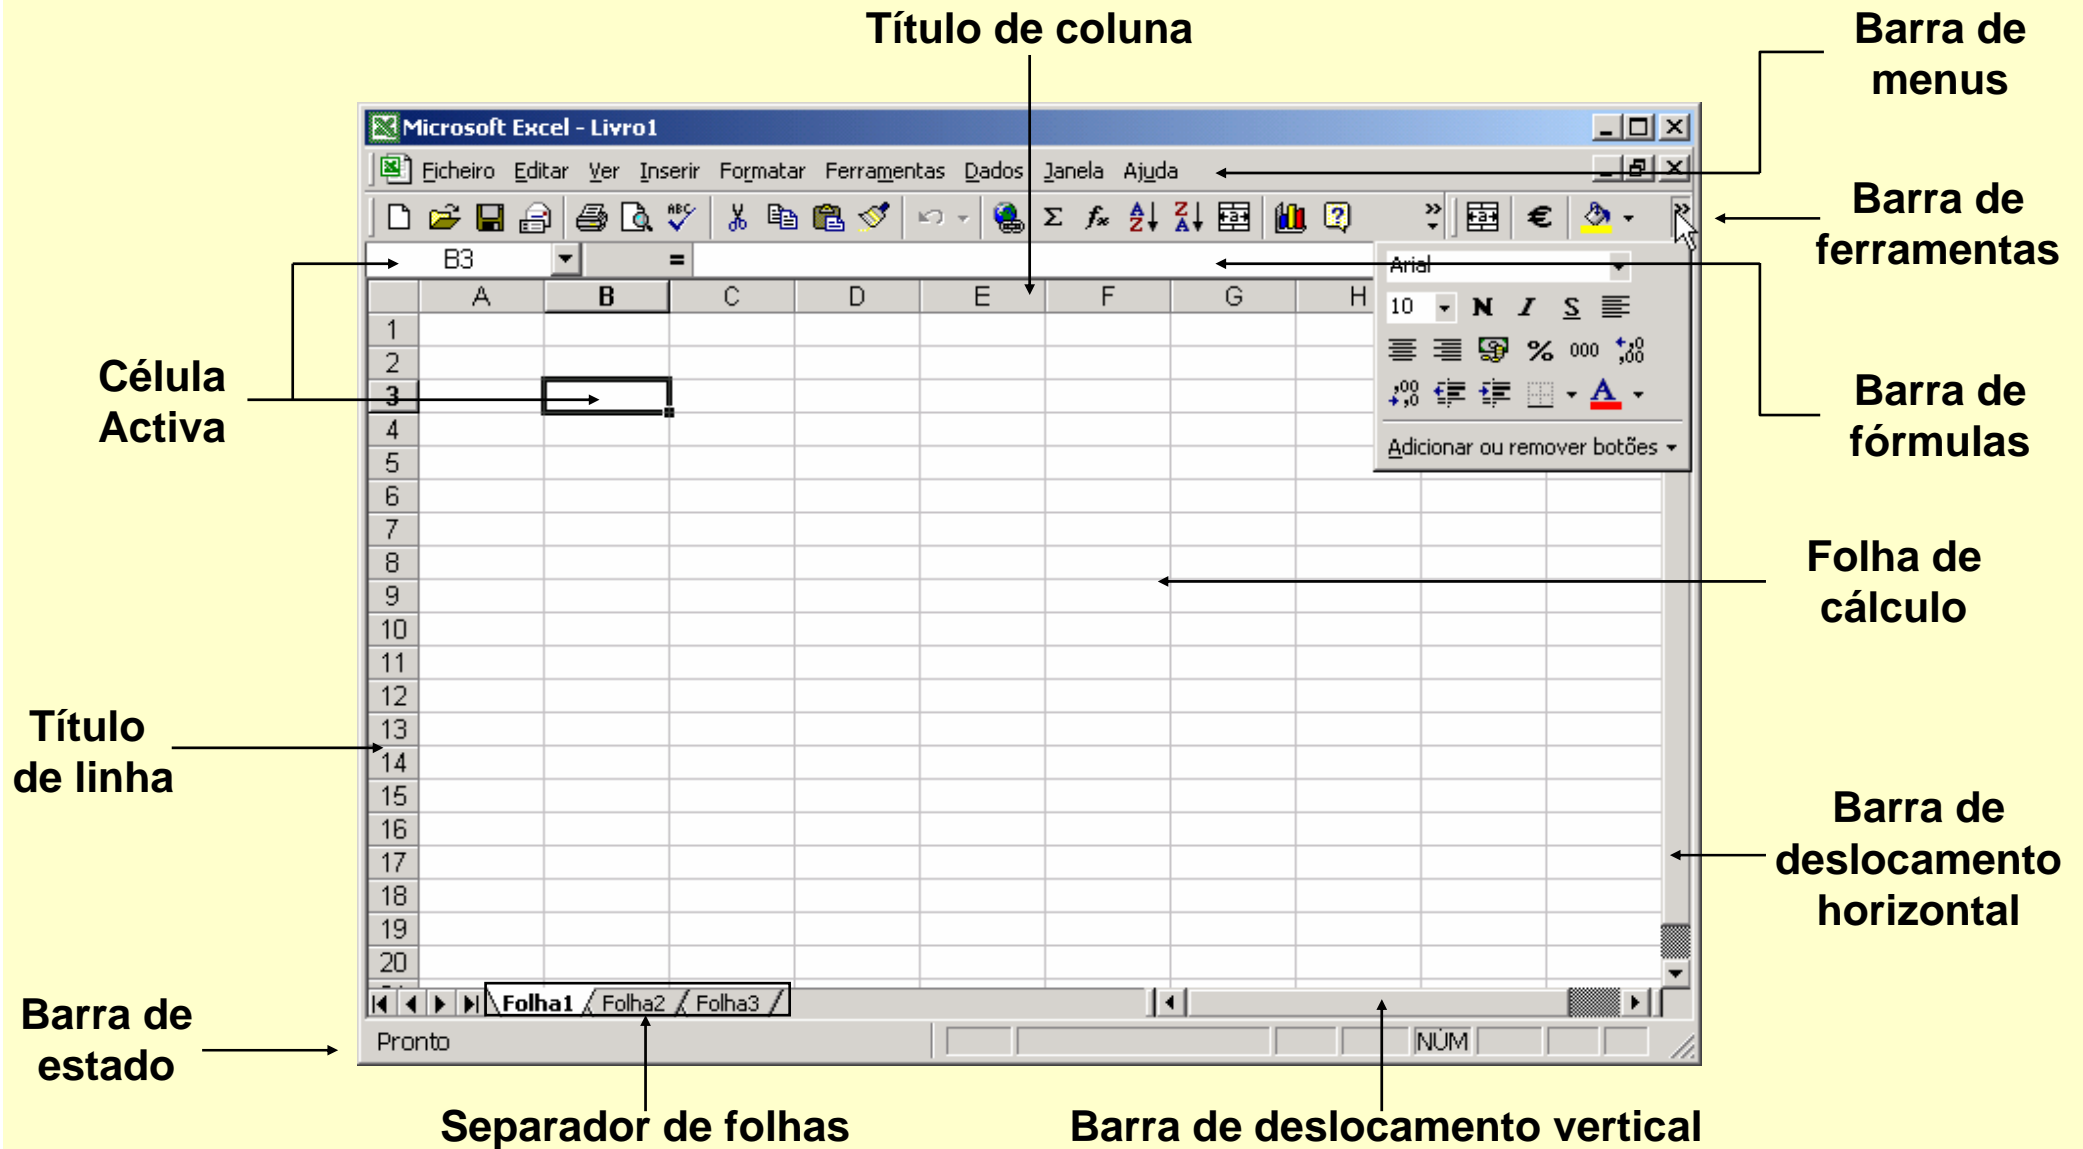 Título de coluna
Barra de
menus
Microsoft Excel - Livro1
Ficheiro Editar Ver Inserir Formatar Ferramentas Dados Janela Ajuda
Barra de
ferramentas
B3 =
Arial
A B C D E F G H
10 N I S
% 000
Adicionar ou remover botões
Barra de
fórmulas
Célula
Activa
1
2
3
4
5
6
7
8
9
10
11
12
13
14
15
16
17
18
19
20
Folha de
cálculo
Título
de linha
Barra de
deslocamento
horizontal
Folha1 Folha2 Folha3
Pronto NÚM
Barra de
estado
Separador de folhas
Barra de deslocamento vertical